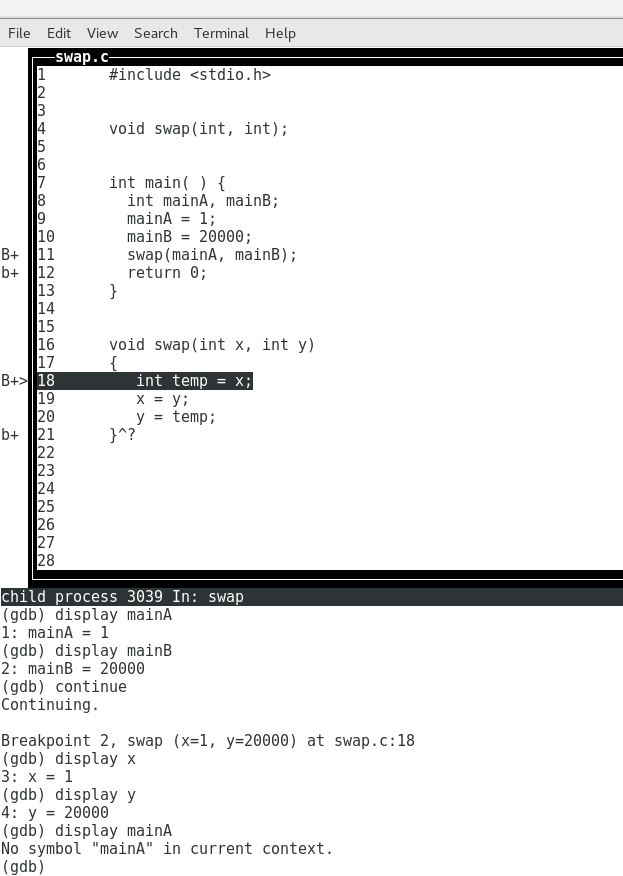 File Edit View Search Terminal Help
swap.c
1 #include <stdio.h>
2
3
4 void swap(int, int);
5
6
7 int main( ) {
8 int mainA, mainB;
9 mainA = 1;
10 mainB = 20000;
B+ 11 swap(mainA, mainB);
b+ 12 return 0;
13 }
14
15
16 void swap(int x, int y)
17 {
B+> 18 int temp = x;
19 x = y;
20 y = temp;
b+ 21 }^?
22
23
24
25
26
27
28
child process 3039 In: swap
(gdb) display mainA
1: mainA = 1
(gdb) display mainB
2: mainB = 20000
(gdb) continue
Continuing.
Breakpoint 2, swap (x=1, y=20000) at swap.c:18
(gdb) display x
3: x = 1
(gdb) display y
4: y = 20000
(gdb) display mainA
No symbol "mainA" in current context.
(gdb)